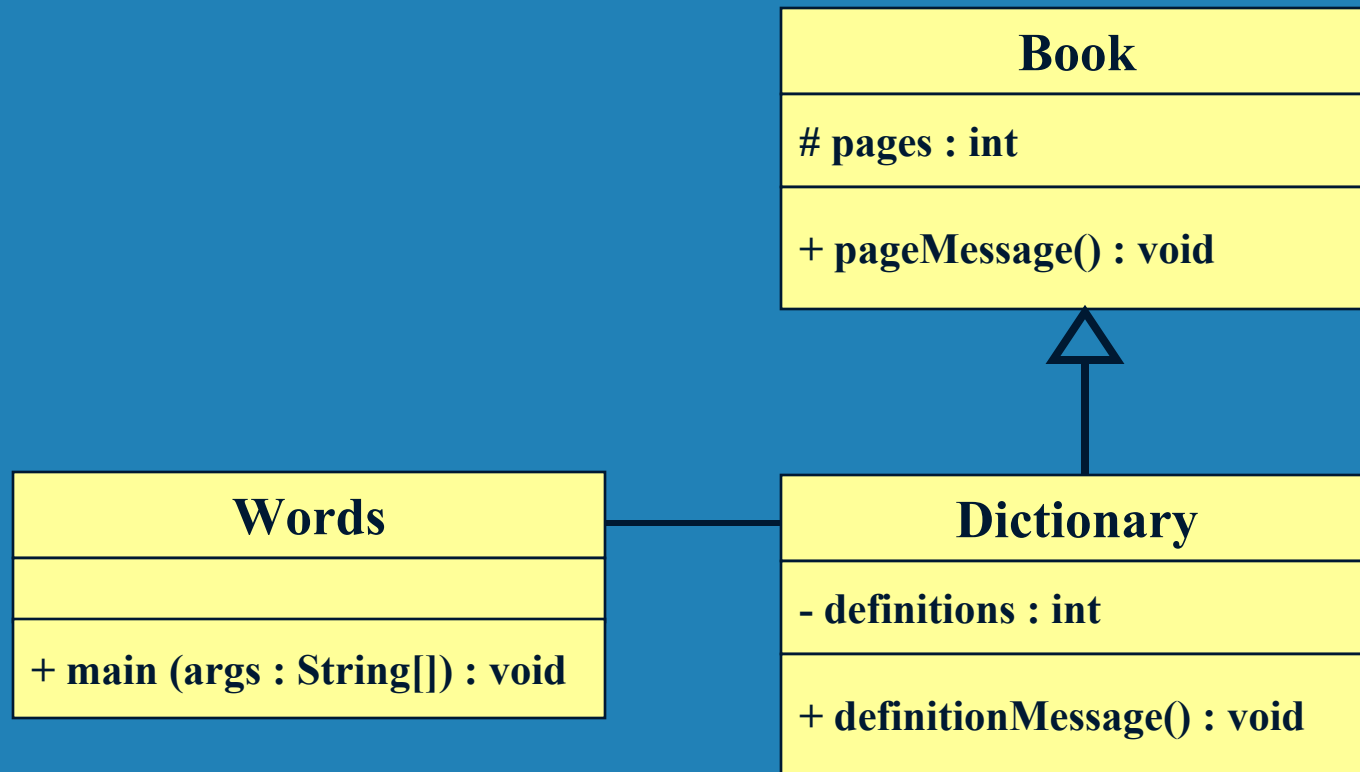 Book
# pages : int
+ pageMessage() : void
Words
+ main (args : String[]) : void
Dictionary
- definitions : int
+ definitionMessage() : void